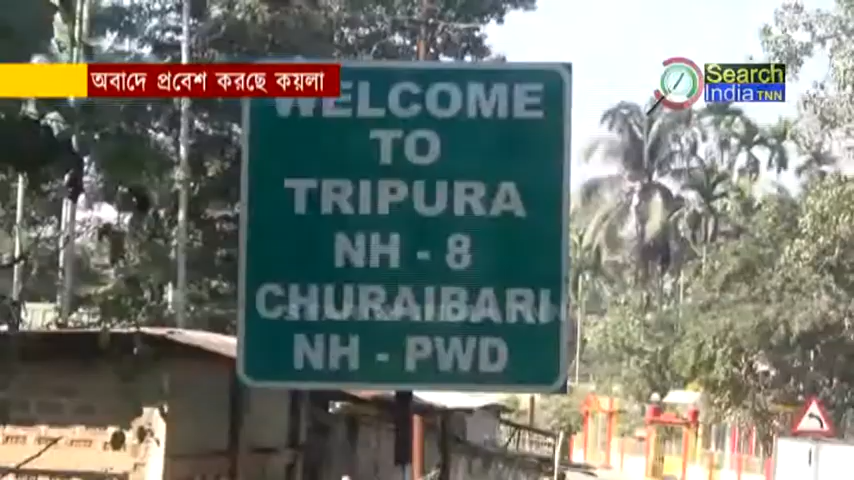 অবাদে প্রবেশ করছে কয়লা
Search
India TNN
WELCOME
TO
TRIPURA
NH - 8
CHURAIBARI
NH - PWD